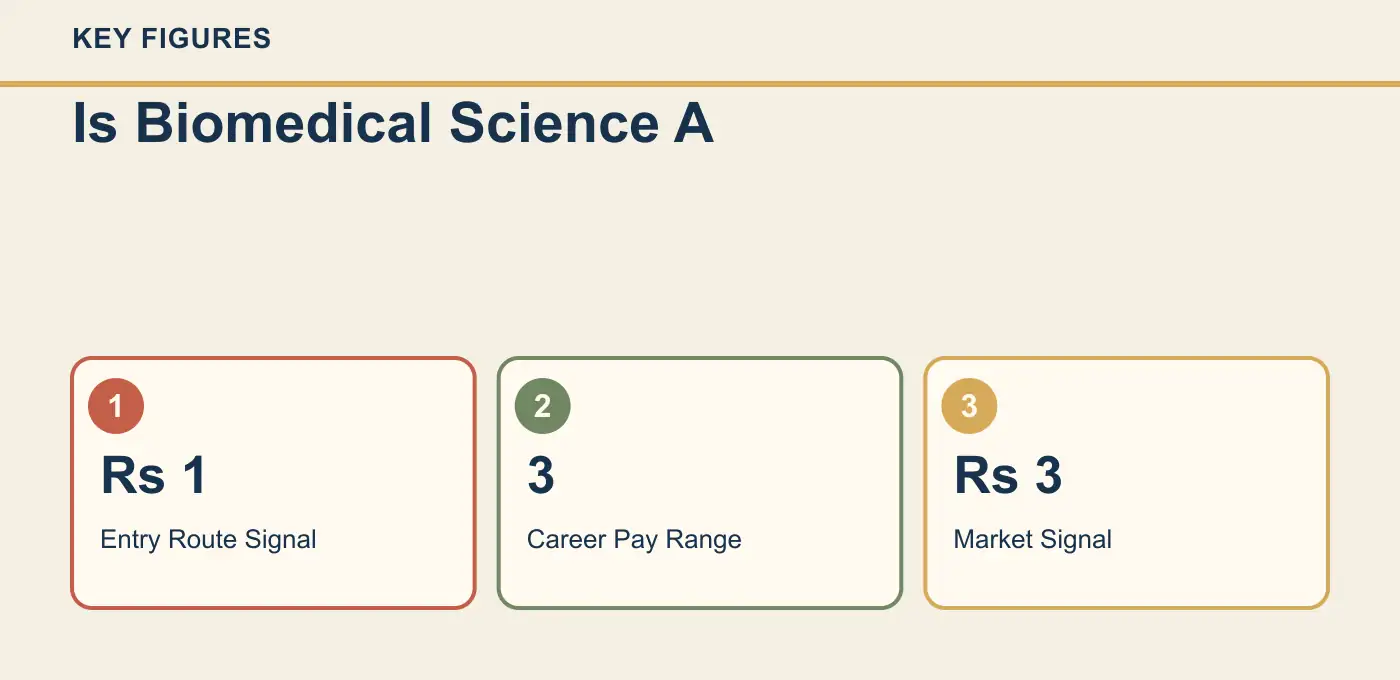 KEY FIGURES
Is Biomedical Science A
1
Rs 1
Entry Route Signal
2
3
Career Pay Range
3
Rs 3
Market Signal